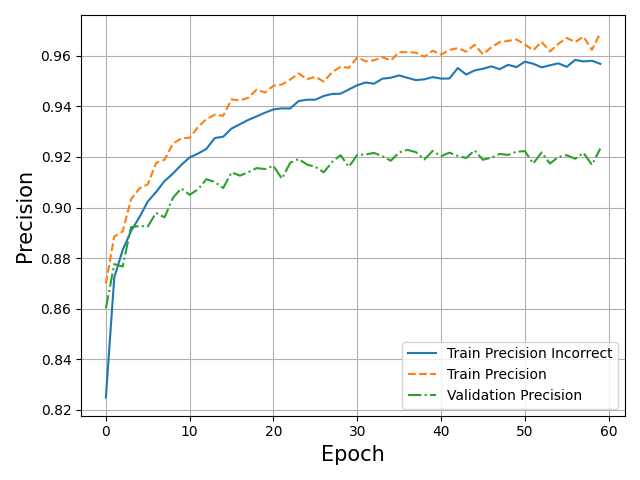 0.96
0.94
0.92
0.90
0.88
0.86
0.84
0.82
Precision
Train Precision Incorrect
Train Precision
Validation Precision
0 10 20 30 40 50 60
Epoch